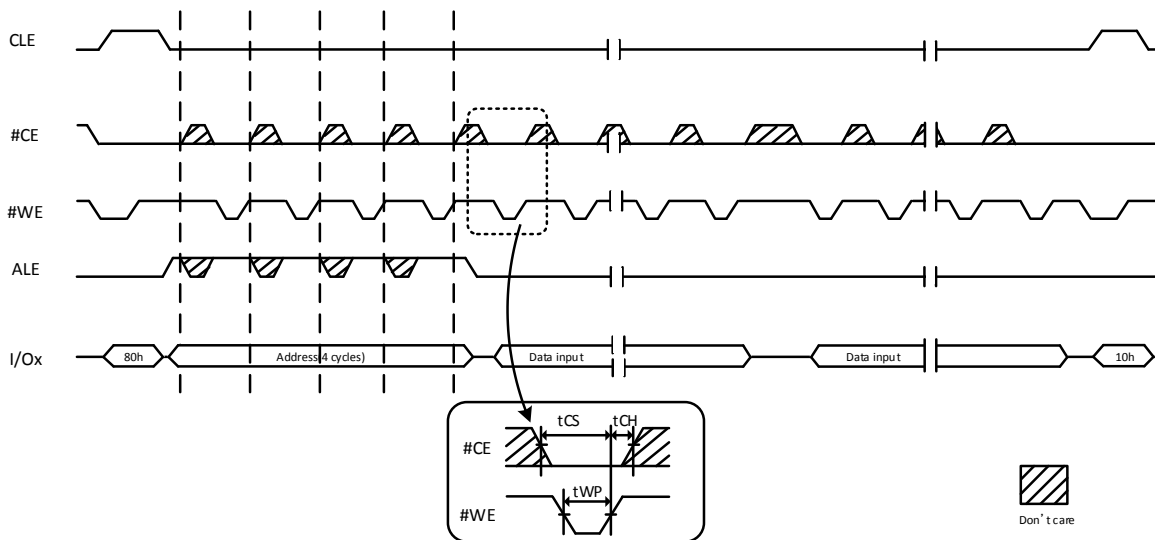 CLE
#CE
#WE
ALE
I/Ox
80h
Address(4 cycles)
Data input
Data input
10h
tCS
tCH
#CE
tWP
#WE
Don't care